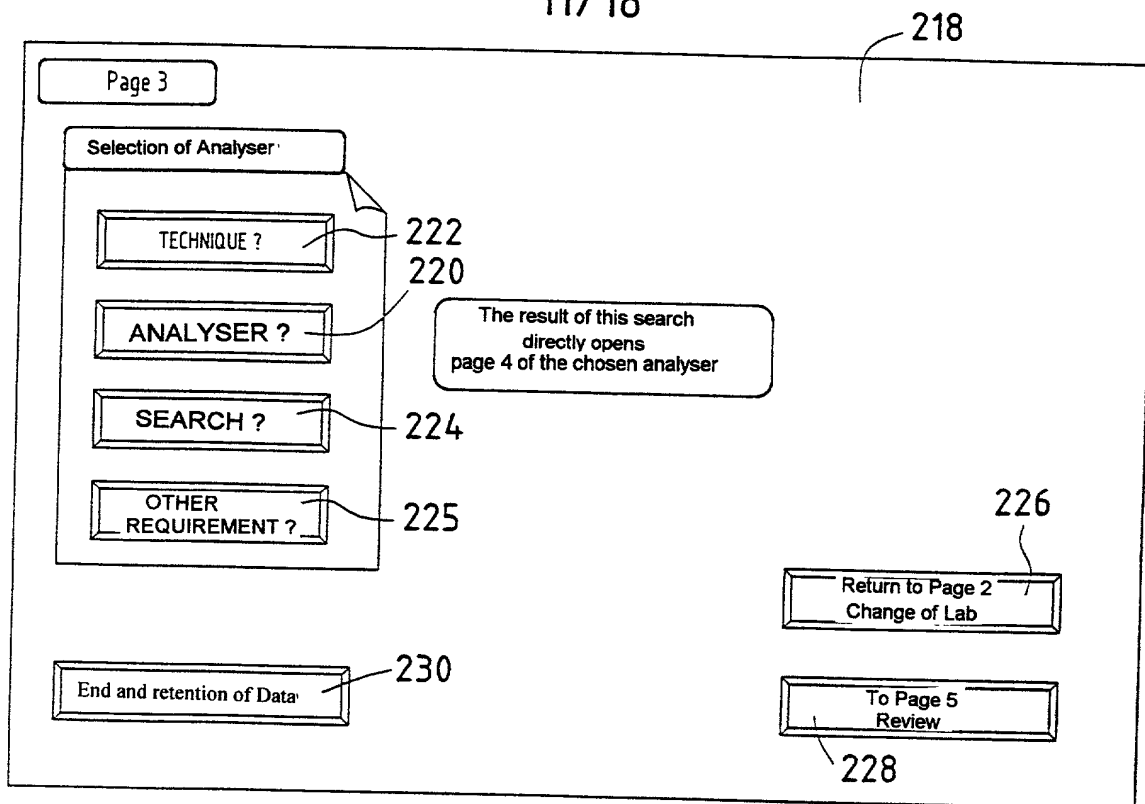 11/18
218
Page 3
Selection of Analyser
TECHNIQUE ?
222
220
ANALYSER ?
The result of this search
directly opens
page 4 of the chosen analyser
SEARCH ?
224
OTHER
REQUIREMENT ?
225
226
Return to Page 2
Change of Lab
End and retention of Data
230
To Page 5
Review
228